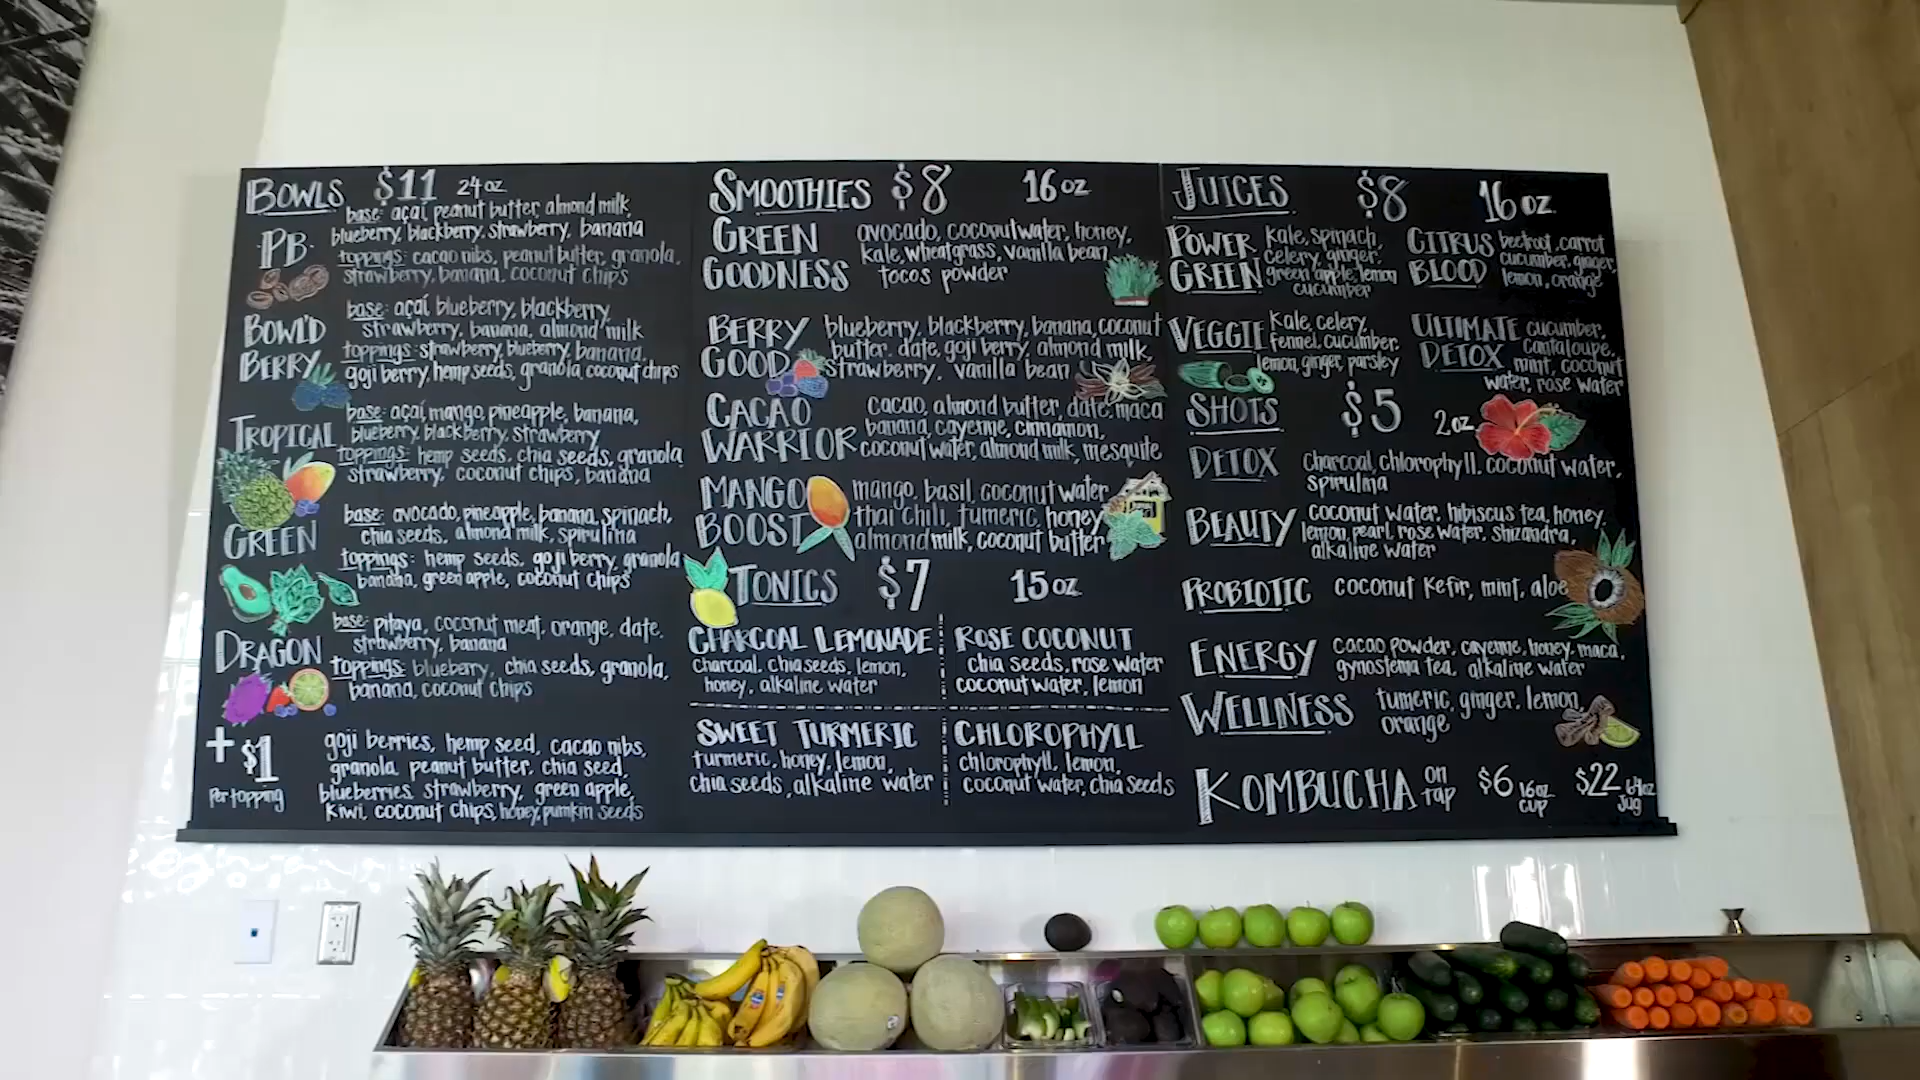 BOWLS $11 24oz
PB
base: açaí, peanut butter, almond milk,
blueberry, blackberry, strawberry, banana
toppings: cacao nibs, peanut butter, granola,
strawberry, banana, coconut chips
BOWL'D
BERRY
base: açaí, blueberry, blackberry,
strawberry, banana, almond milk
toppings: strawberry, blueberry, banana,
goji berry, hemp seeds, granola, coconut chips
TROPICAL
base: açaí, mango, pineapple, banana,
blueberry, blackberry, strawberry
toppings: hemp seeds, chia seeds, granola,
strawberry, coconut chips, banana
GREEN
base: avocado, pineapple, banana, spinach,
chia seeds, almond milk, spirulina
toppings: hemp seeds, goji berry, granola
banana, green apple, coconut chips
DRAGON
base: pitaya, coconut meat, orange, date,
strawberry, banana
toppings: blueberry, chia seeds, granola,
banana, coconut chips
+ $1
Per topping
goji berries, hemp seed, cacao nibs,
granola, peanut butter, chia seed,
blueberries, strawberry, green apple,
kiwi, coconut chips, honey, pumkin seeds
SMOOTHIES $8 16oz
GREEN
GOODNESS
avocado, coconut water, honey,
kale, wheatgrass, vanilla bean,
tocos powder
BERRY
GOOD
blueberry, blackberry, banana, coconut
butter, date, goji berry, almond milk,
strawberry, vanilla bean
CACAO
WARRIOR
cacao, almond butter, date, maca
banana, cayenne, cinnamon,
coconut water, almond milk, mesquite
MANGO
BOOST
mango, basil, coconut water
thai chili, tumeric, honey
almond milk, coconut butter
TONICS $7 15oz
CHARCOAL LEMONADE
charcoal, chia seeds, lemon,
honey, alkaline water
ROSE COCONUT
chia seeds, rose water
coconut water, lemon
SWEET TURMERIC
turmeric, honey, lemon,
chia seeds, alkaline water
CHLOROPHYLL
chlorophyll, lemon,
coconut water, chia seeds
JUICES $8 16oz.
POWER
GREEN
kale, spinach,
celery, ginger,
green apple, lemon
cucumber
CITRUS
BLOOD
beetroot, carrot
cucumber, ginger,
lemon, orange
VEGGIE
kale, celery,
fennel, cucumber,
lemon, ginger, parsley
ULTIMATE
DETOX
cucumber,
cantaloupe,
mint, coconut
water, rose water
SHOTS $5 2oz
DETOX
charcoal, chlorophyll, coconut water,
spirulina
BEAUTY
coconut water, hibiscus tea, honey,
lemon, pearl, rose water, shizandra,
alkaline water
PROBIOTIC
coconut kefir, mint, aloe
ENERGY
cacao powder, cayenne, honey, maca,
gynostema tea, alkaline water
WELLNESS
tumeric, ginger, lemon,
orange
KOMBUCHA on tap $6 16oz cup $22 64oz Jug